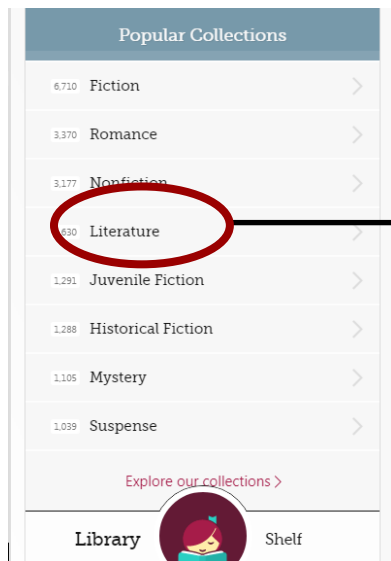 Popular Collections
6,710 Fiction
3,370 Romance
3,177 Nonfiction
Literature
1,291 Juvenile Fiction
1,288 Historical Fiction
1,105 Mystery
1,039 Suspense
Explore our collections >
Library Shelf